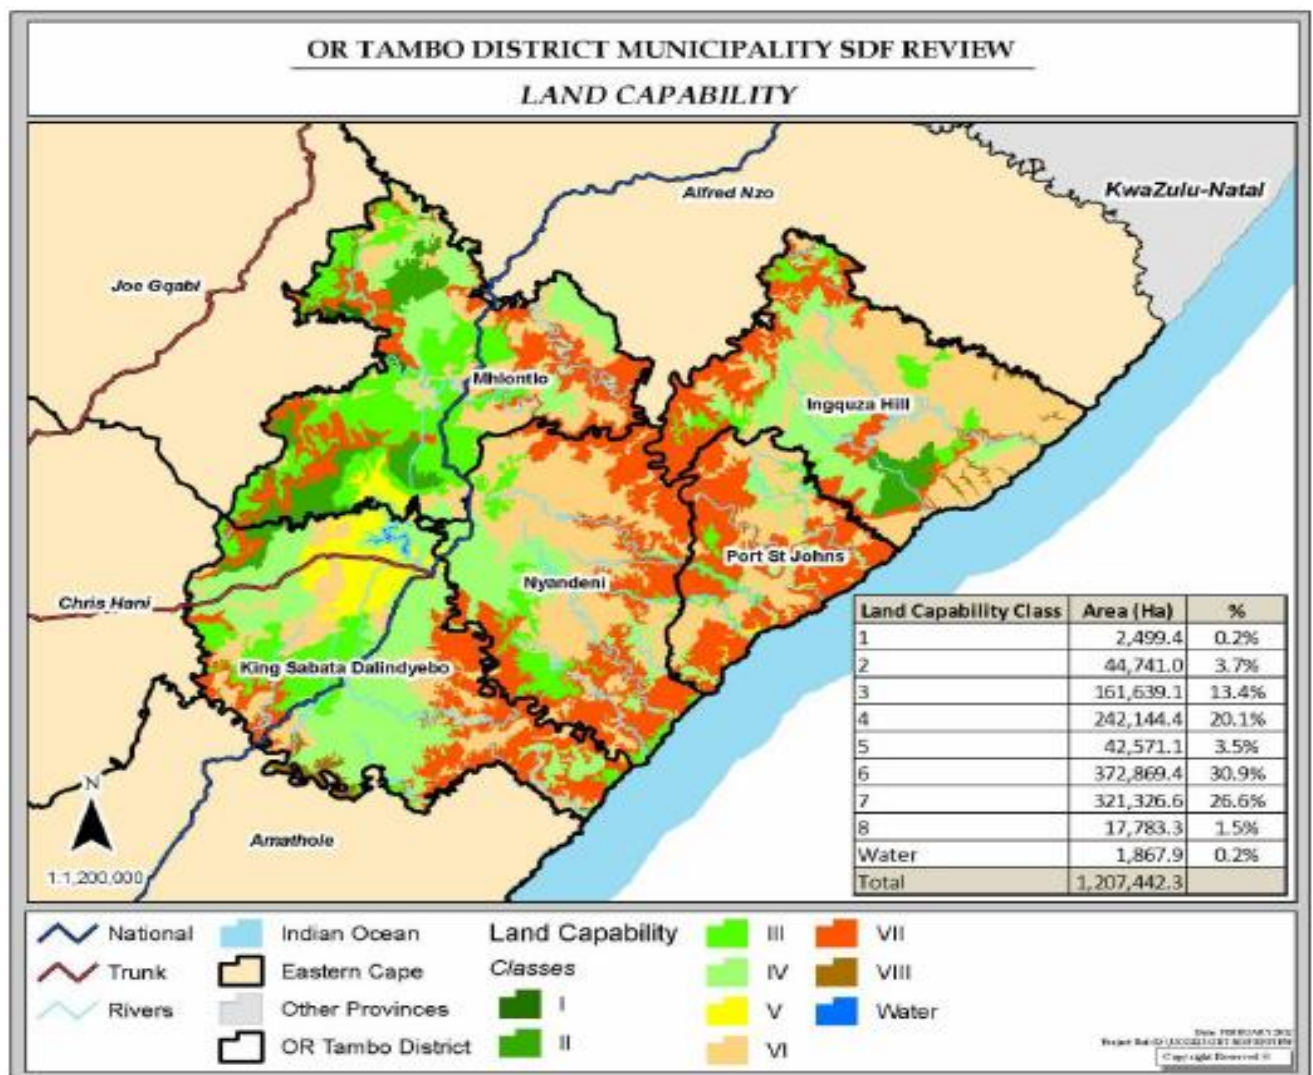 OR TAMBO DISTRICT MUNICIPALITY SDF REVIEW
LAND CAPABILITY
Alfred Nzo
KwaZulu-Natal
Joe Gqabi
Mhlontlo
Ingquza Hill
Port St Johns
Nyandeni
Chris Hani
King Sabata Dalindyebo
Amathole
N
1:1,200,000
Land Capability Class Area (Ha) %
1 2,499.4 0.2%
2 44,741.0 3.7%
3 161,639.1 13.4%
4 242,144.4 20.1%
5 42,571.1 3.5%
6 372,869.4 30.9%
7 321,326.6 26.6%
8 17,783.3 1.5%
Water 1,867.9 0.2%
Total 1,207,442.3
National
Trunk
Rivers
Indian Ocean
Eastern Cape
Other Provinces
OR Tambo District
Land Capability
Classes
I
II
III
IV
V
VI
VII
VIII
Water
Copyright Reserved ©